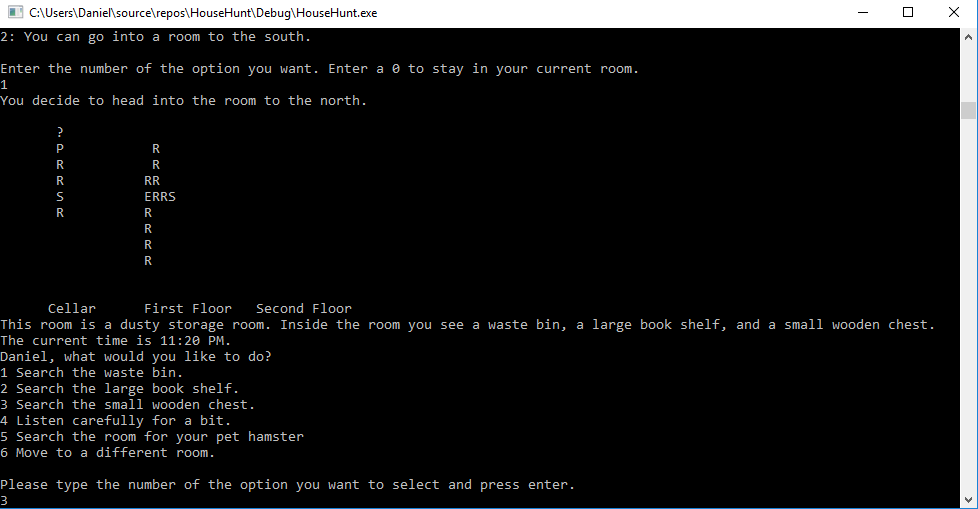 C:\Users\Daniel\source\repos\HouseHunt\Debug\HouseHunt.exe
2: You can go into a room to the south.
Enter the number of the option you want. Enter a 0 to stay in your current room.
1
You decide to head into the room to the north.
?
P           R
R           R
R          RR
S          ERRS
R          R
R
R
R
Cellar      First Floor   Second Floor
This room is a dusty storage room. Inside the room you see a waste bin, a large book shelf, and a small wooden chest.
The current time is 11:20 PM.
Daniel, what would you like to do?
1 Search the waste bin.
2 Search the large book shelf.
3 Search the small wooden chest.
4 Listen carefully for a bit.
5 Search the room for your pet hamster
6 Move to a different room.
Please type the number of the option you want to select and press enter.
3